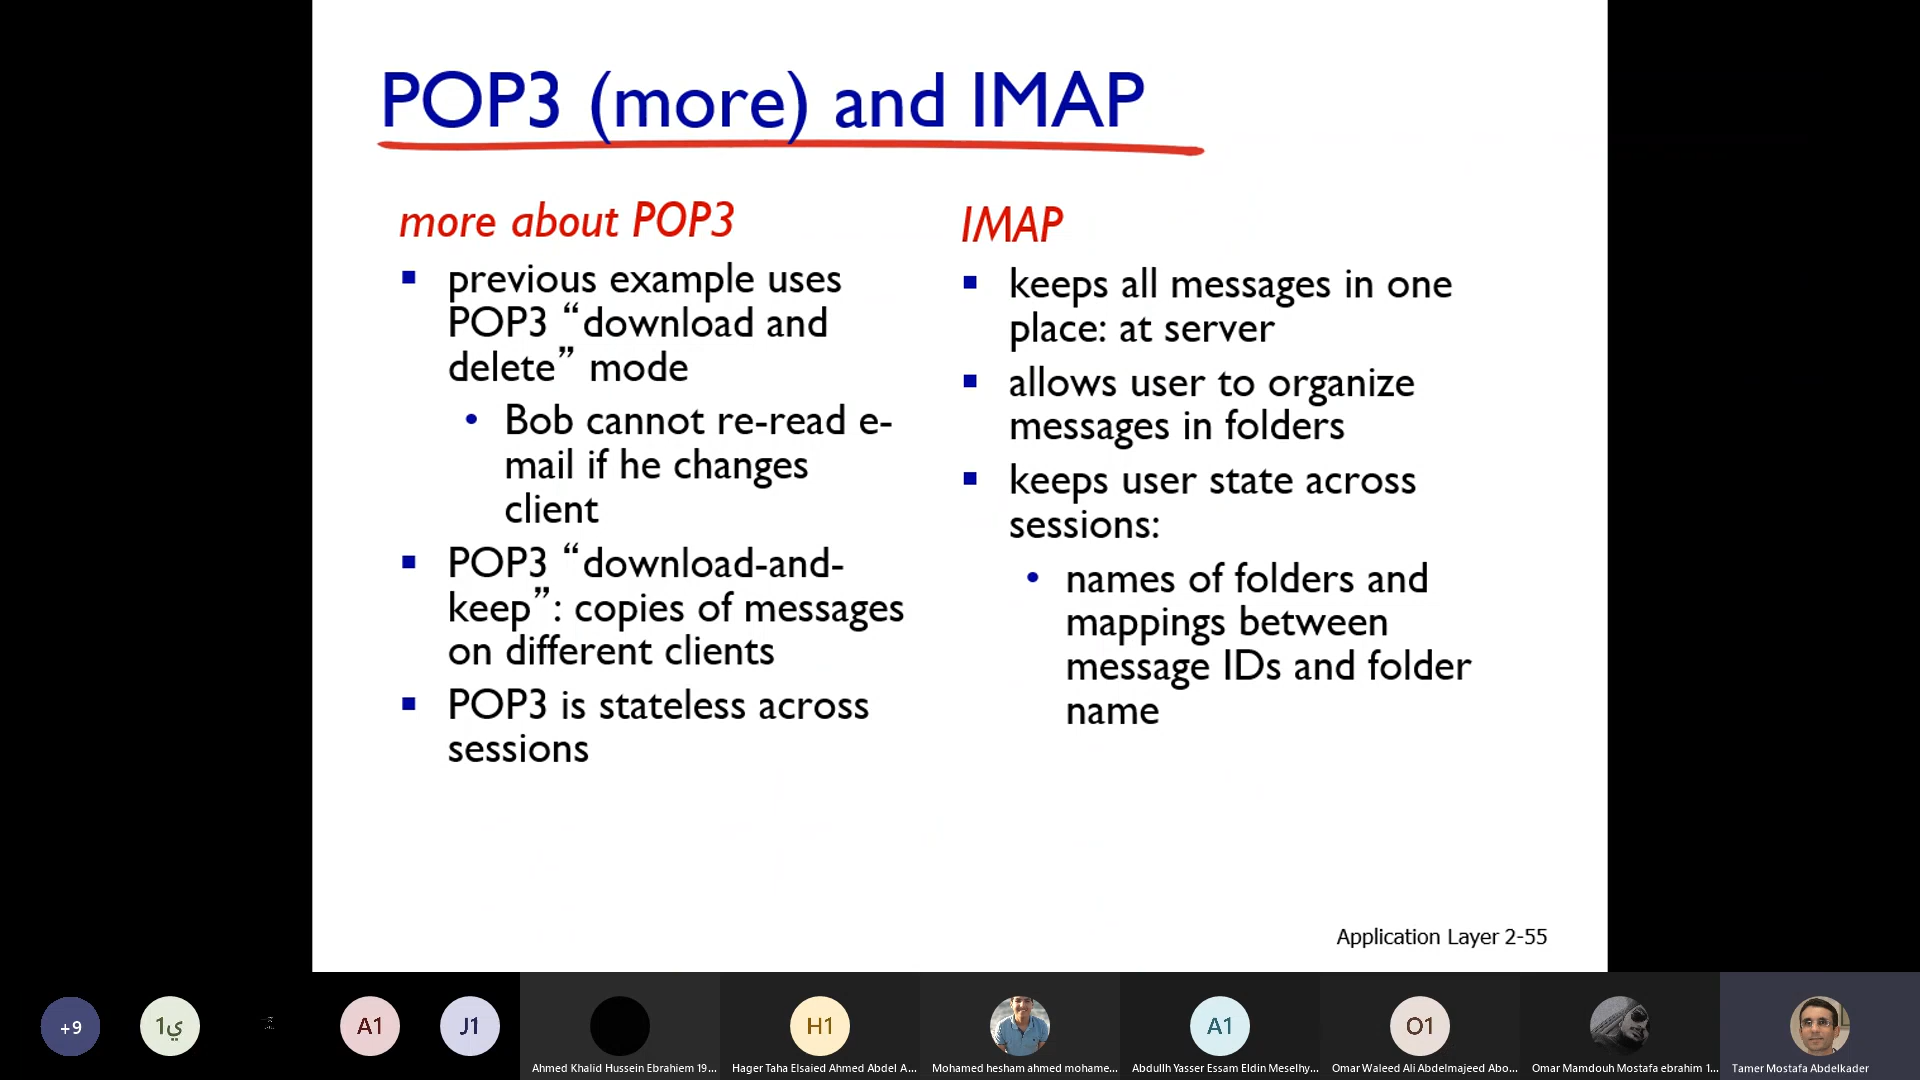 POP3 (more) and IMAP
more about POP3
▪ previous example uses
POP3 “download and
delete” mode
• Bob cannot re-read e-
mail if he changes
client
▪ POP3 “download-and-
keep”: copies of messages
on different clients
▪ POP3 is stateless across
sessions
IMAP
▪ keeps all messages in one
place: at server
▪ allows user to organize
messages in folders
▪ keeps user state across
sessions:
• names of folders and
mappings between
message IDs and folder
name
Application Layer 2-55
+9
ي1
A1
J1
H1
A1
O1
Ahmed Khalid Hussein Ebrahiem 19...
Hager Taha Elsaied Ahmed Abdel A...
Mohamed hesham ahmed mohame...
Abdullh Yasser Essam Eldin Meselhy...
Omar Waleed Ali Abdelmajeed Abo...
Omar Mamdouh Mostafa ebrahim 1...
Tamer Mostafa Abdelkader